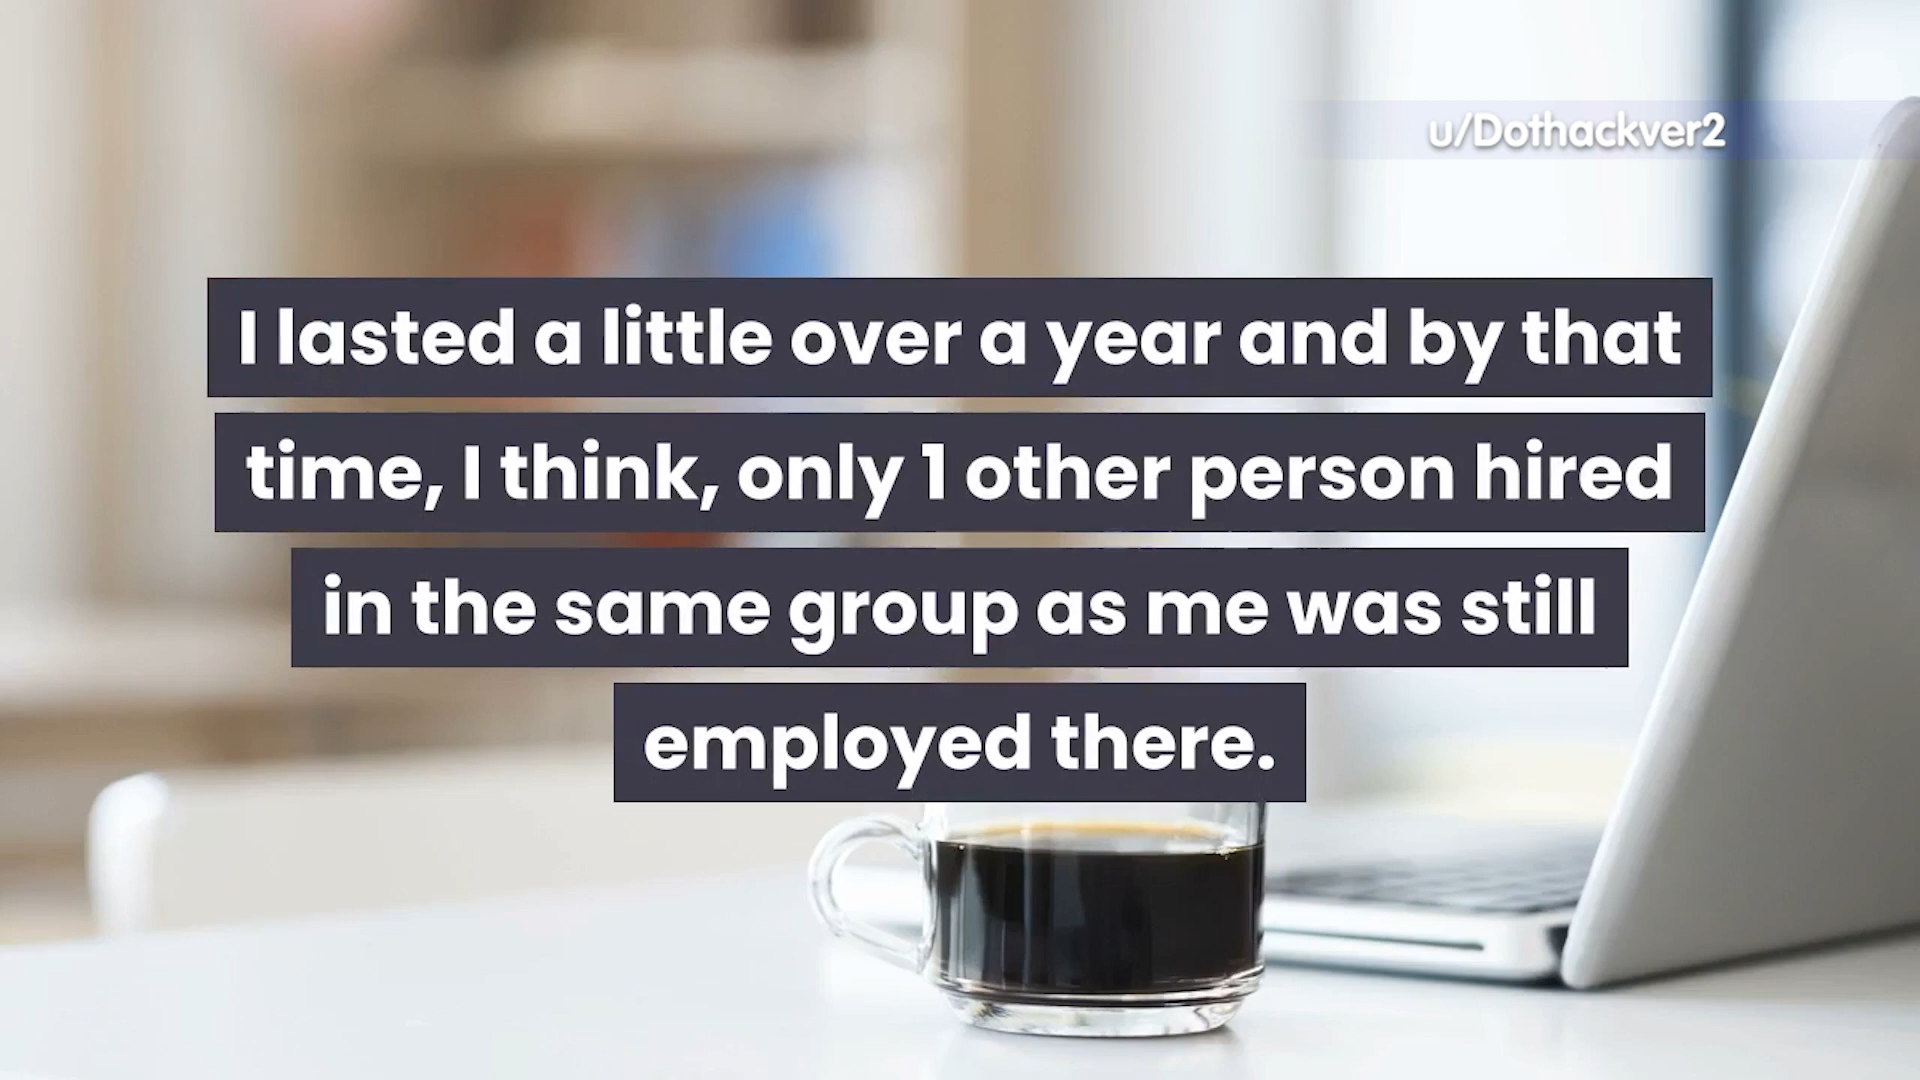 u/Dothackver2
I lasted a little over a year and by that
time, I think, only 1 other person hired
in the same group as me was still
employed there.